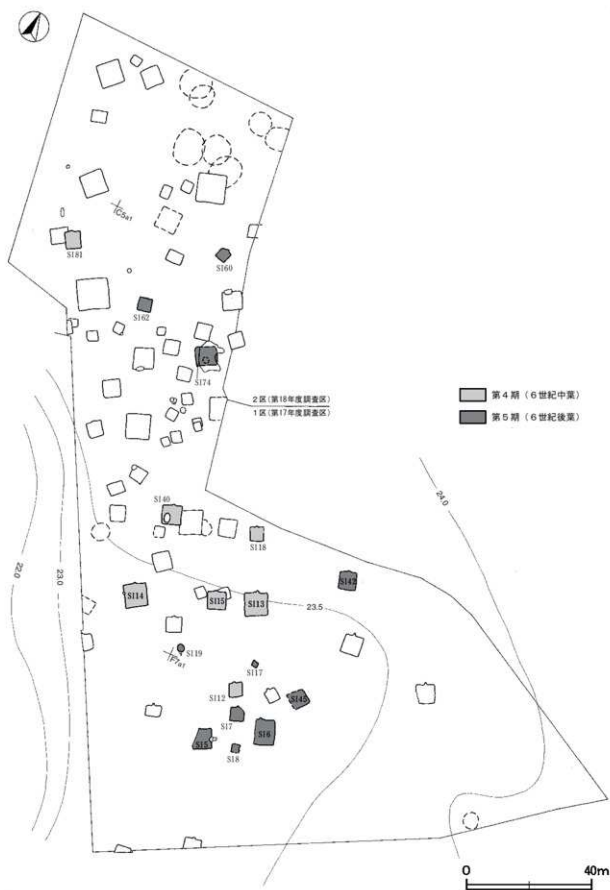 C5a1
SI81
SI60
SI62
SI74
2区(第18年度調査区)
1区(第17年度調査区)
第4期(6世紀中葉)
第5期(6世紀後葉)
24.0
SI40
SI18
22.0
23.0
SI42
SI14
SI15
SI13
23.5
SI19
F7a1
SI17
SI12
SI45
SI7
SI5
SI6
SI8
0
40m